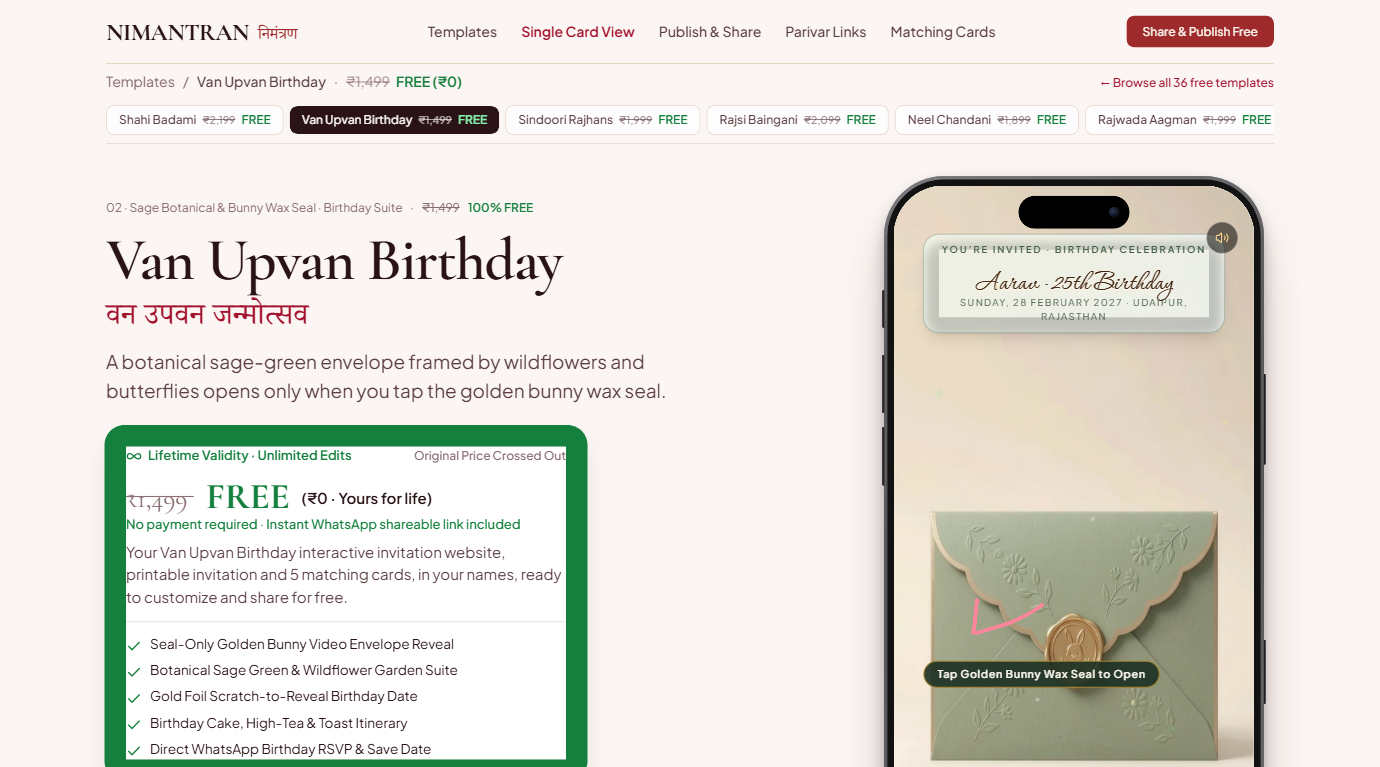 NIMANTRAN निमंत्रण
Templates Single Card View Publish & Share Parivar Links Matching Cards
Share & Publish Free
Templates / Van Upvan Birthday · ₹1,499 FREE (₹0)
← Browse all 36 free templates
Shahi Badami ₹2,199 FREE
Van Upvan Birthday ₹1,499 FREE
Sindoori Rajhans ₹1,999 FREE
Rajsi Baingani ₹2,099 FREE
Neel Chandani ₹1,899 FREE
Rajwada Aagman ₹1,999 FREE
02 · Sage Botanical & Bunny Wax Seal · Birthday Suite · ₹1,499 100% FREE
Van Upvan Birthday
वन उपवन जन्मोत्सव
A botanical sage-green envelope framed by wildflowers and
butterflies opens only when you tap the golden bunny wax seal.
∞ Lifetime Validity · Unlimited Edits
Original Price Crossed Out
₹1,499 FREE (₹0 · Yours for life)
No payment required · Instant WhatsApp shareable link included
Your Van Upvan Birthday interactive invitation website,
printable invitation and 5 matching cards, in your names, ready
to customize and share for free.
Seal-Only Golden Bunny Video Envelope Reveal
Botanical Sage Green & Wildflower Garden Suite
Gold Foil Scratch-to-Reveal Birthday Date
Birthday Cake, High-Tea & Toast Itinerary
Direct WhatsApp Birthday RSVP & Save Date
YOU'RE INVITED · BIRTHDAY CELEBRATION
Aarav · 25th Birthday
SUNDAY, 28 FEBRUARY 2027 · UDAIPUR,
RAJASTHAN
Tap Golden Bunny Wax Seal to Open